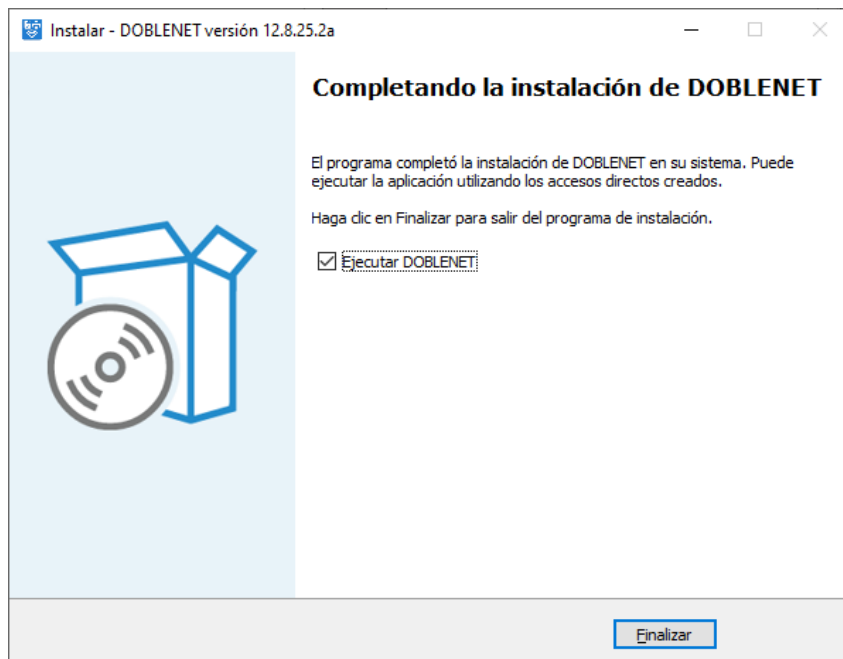 Instalar - DOBLENET versión 12.8.25.2a
Completando la instalación de DOBLENET
El programa completó la instalación de DOBLENET en su sistema. Puede
ejecutar la aplicación utilizando los accesos directos creados.
Haga clic en Finalizar para salir del programa de instalación.
Ejecutar DOBLENET
Finalizar